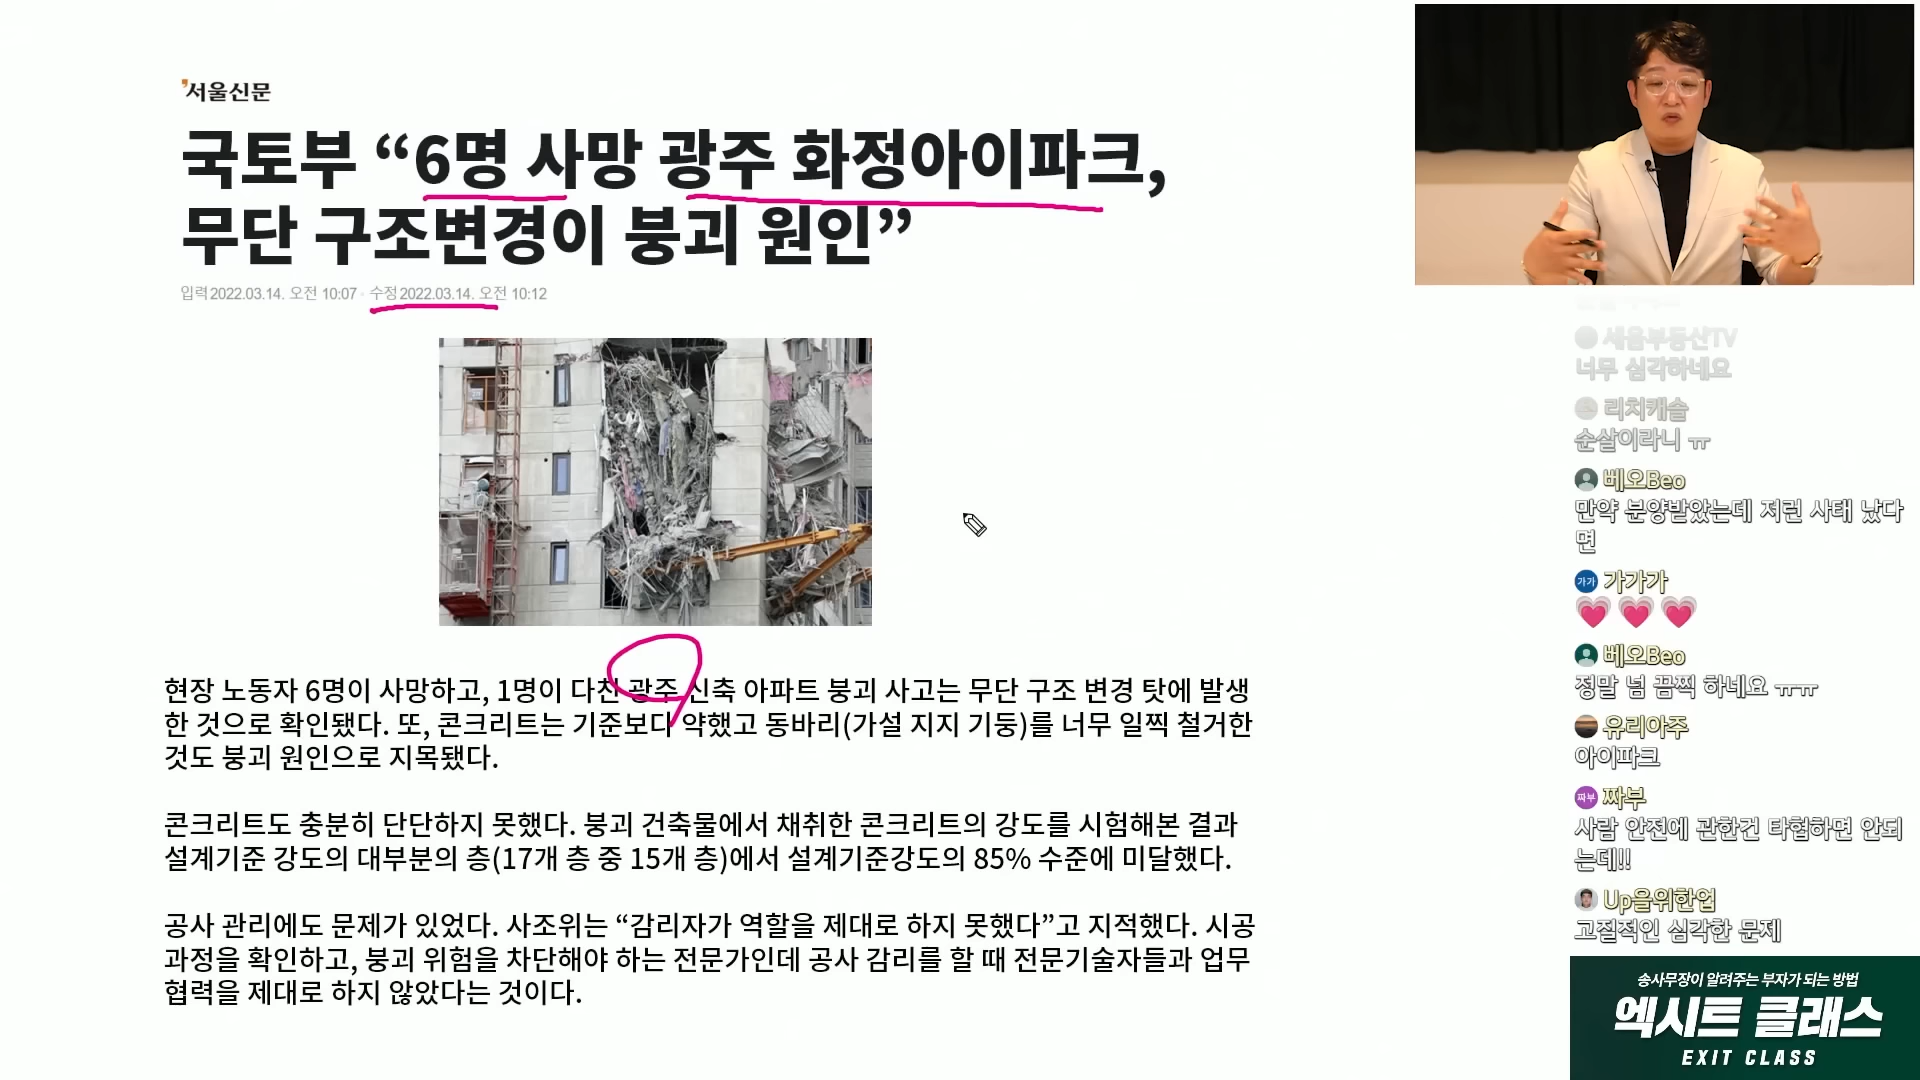 서울신문
국토부 “6명 사망 광주 화정아이파크,
무단 구조변경이 붕괴 원인”
입력2022.03.14. 오전 10:07 · 수정2022.03.14. 오전 10:12
현장 노동자 6명이 사망하고, 1명이 다친 광주 신축 아파트 붕괴 사고는 무단 구조 변경 탓에 발생
한 것으로 확인됐다. 또, 콘크리트는 기준보다 약했고 동바리(가설 지지 기둥)를 너무 일찍 철거한
것도 붕괴 원인으로 지목됐다.
콘크리트도 충분히 단단하지 못했다. 붕괴 건축물에서 채취한 콘크리트의 강도를 시험해본 결과
설계기준 강도의 대부분의 층(17개 층 중 15개 층)에서 설계기준강도의 85% 수준에 미달했다.
공사 관리에도 문제가 있었다. 사조위는 “감리자가 역할을 제대로 하지 못했다”고 지적했다. 시공
과정을 확인하고, 붕괴 위험을 차단해야 하는 전문가인데 공사 감리를 할 때 전문기술자들과 업무
협력을 제대로 하지 않았다는 것이다.
세움부동산TV
너무 심각하네요
리치캐슬
순살이라니 ㅠ
베오Beo
만약 분양받았는데 저런 사태 났다
면
가가 가가가
베오Beo
정말 넘 끔찍 하네요 ㅠㅠ
유리아주
아이파크
짜부 짜부
사람 안전에 관한건 타협하면 안되
는데!!
Up을위한업
고질적인 심각한 문제
송사무장이 알려주는 부자가 되는 방법
엑시트 클래스
EXIT CLASS